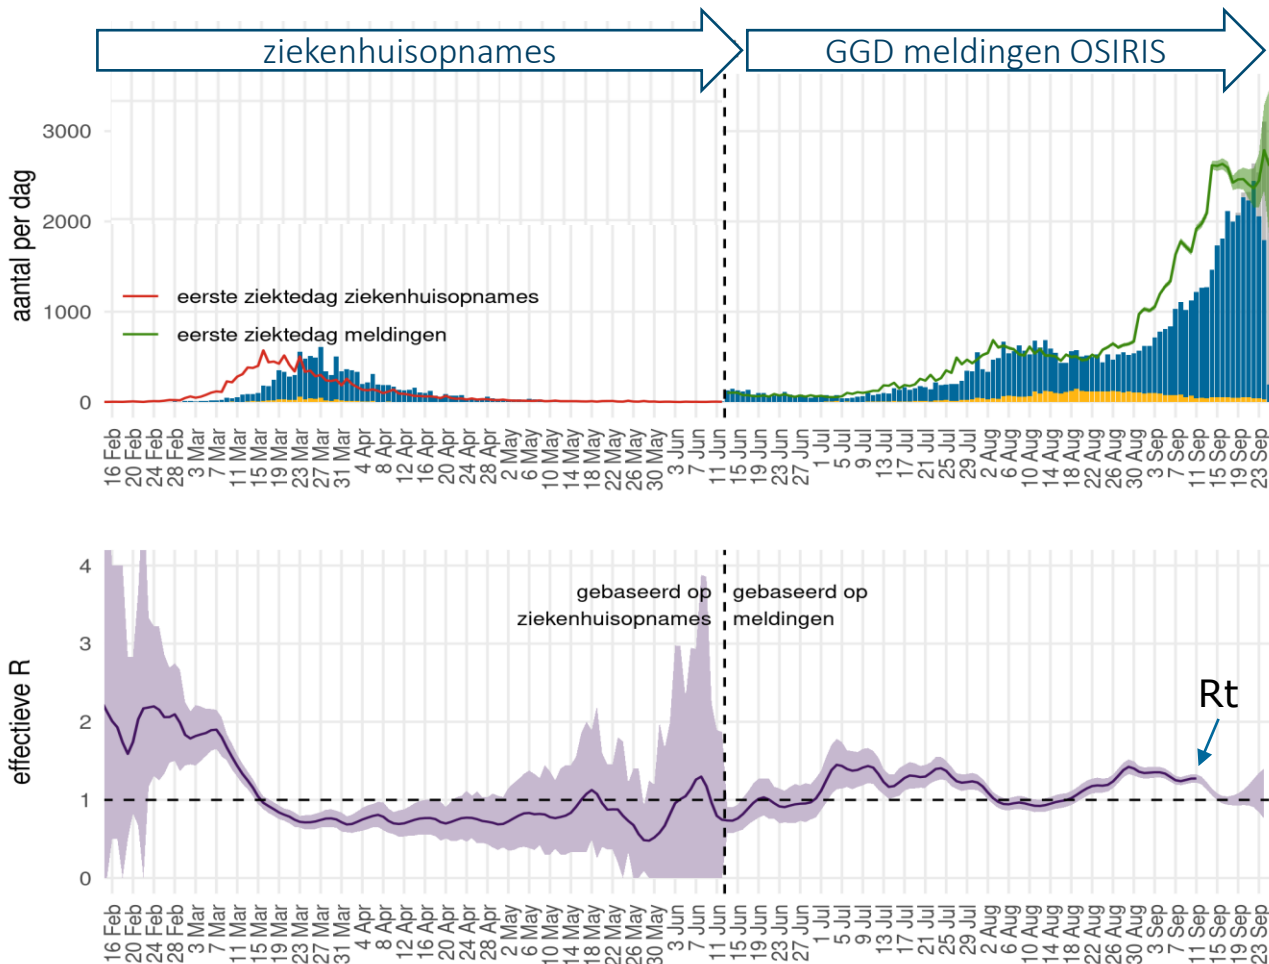 ziekenhuisopnames
GGD meldingen OSIRIS
aantal per dag
3000
2000
1000
0
eerste ziektedag ziekenhuisopnames
eerste ziektedag meldingen
16 Feb
20 Feb
24 Feb
28 Feb
3 Mar
7 Mar
11 Mar
15 Mar
19 Mar
23 Mar
27 Mar
31 Mar
4 Apr
8 Apr
12 Apr
16 Apr
20 Apr
24 Apr
28 Apr
2 May
6 May
10 May
14 May
18 May
22 May
26 May
30 May
3 Jun
7 Jun
11 Jun
15 Jun
19 Jun
23 Jun
27 Jun
1 Jul
5 Jul
9 Jul
13 Jul
17 Jul
21 Jul
25 Jul
29 Jul
2 Aug
6 Aug
10 Aug
14 Aug
18 Aug
22 Aug
26 Aug
30 Aug
3 Sep
7 Sep
11 Sep
15 Sep
19 Sep
23 Sep
effectieve R
4
3
2
1
0
gebaseerd op
ziekenhuisopnames
gebaseerd op
meldingen
Rt
16 Feb
20 Feb
24 Feb
28 Feb
3 Mar
7 Mar
11 Mar
15 Mar
19 Mar
23 Mar
27 Mar
31 Mar
4 Apr
8 Apr
12 Apr
16 Apr
20 Apr
24 Apr
28 Apr
2 May
6 May
10 May
14 May
18 May
22 May
26 May
30 May
3 Jun
7 Jun
11 Jun
15 Jun
19 Jun
23 Jun
27 Jun
1 Jul
5 Jul
9 Jul
13 Jul
17 Jul
21 Jul
25 Jul
29 Jul
2 Aug
6 Aug
10 Aug
14 Aug
18 Aug
22 Aug
26 Aug
30 Aug
3 Sep
7 Sep
11 Sep
15 Sep
19 Sep
23 Sep